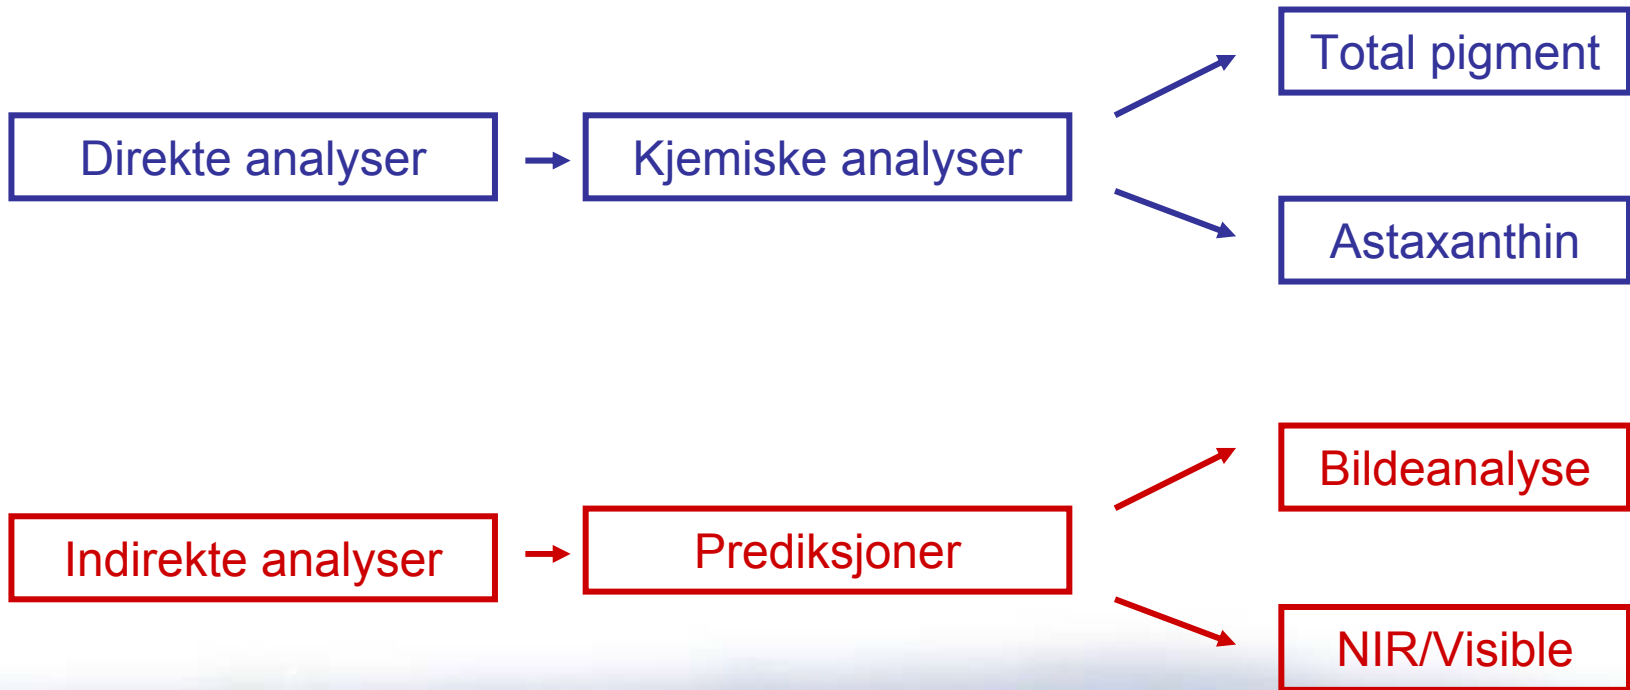 Total pigment
Direkte analyser
Kjemiske analyser
Astaxanthin
Bildeanalyse
Indirekte analyser
Prediksjoner
NIR/Visible